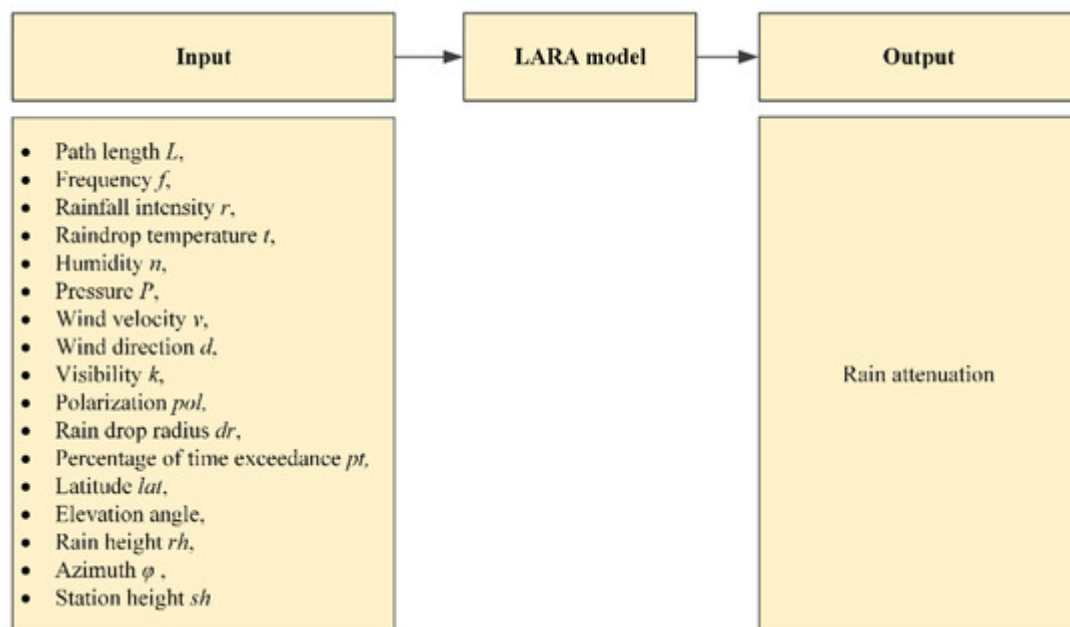 Input
LARA model
Output
• Path length L,
• Frequency f,
• Rainfall intensity r,
• Raindrop temperature t,
• Humidity n,
• Pressure P,
• Wind velocity v,
• Wind direction d,
• Visibility k,
• Polarization pol,
• Rain drop radius dr,
• Percentage of time exceedance pt,
• Latitude lat,
• Elevation angle,
• Rain height rh,
• Azimuth φ ,
• Station height sh
Rain attenuation